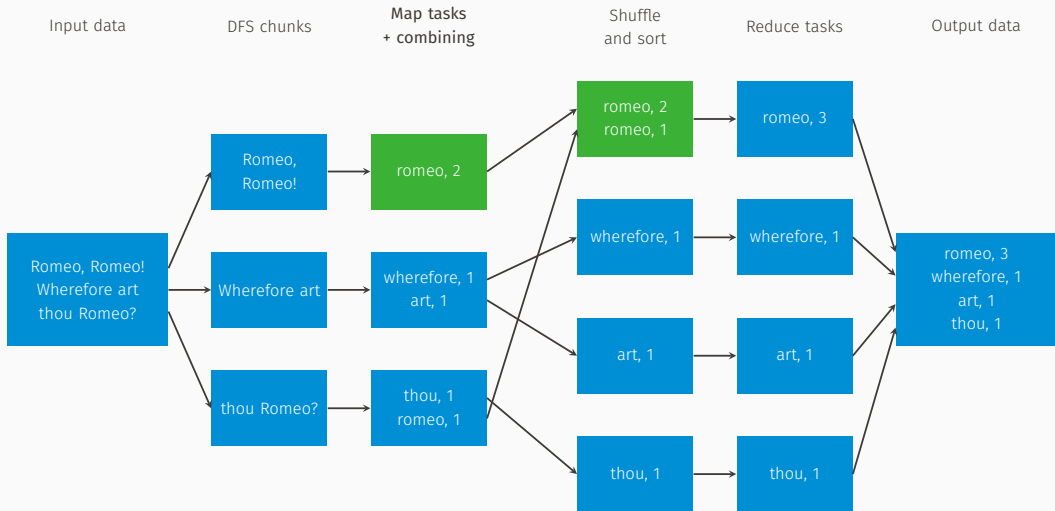 Input data
DFS chunks
Map tasks
+ combining
Shuffle
and sort
Reduce tasks
Output data
Romeo, Romeo!
Wherefore art
thou Romeo?
Romeo,
Romeo!
Wherefore art
thou Romeo?
romeo, 2
wherefore, 1
art, 1
thou, 1
romeo, 1
romeo, 2
romeo, 1
wherefore, 1
art, 1
thou, 1
romeo, 3
wherefore, 1
art, 1
thou, 1
romeo, 3
wherefore, 1
art, 1
thou, 1